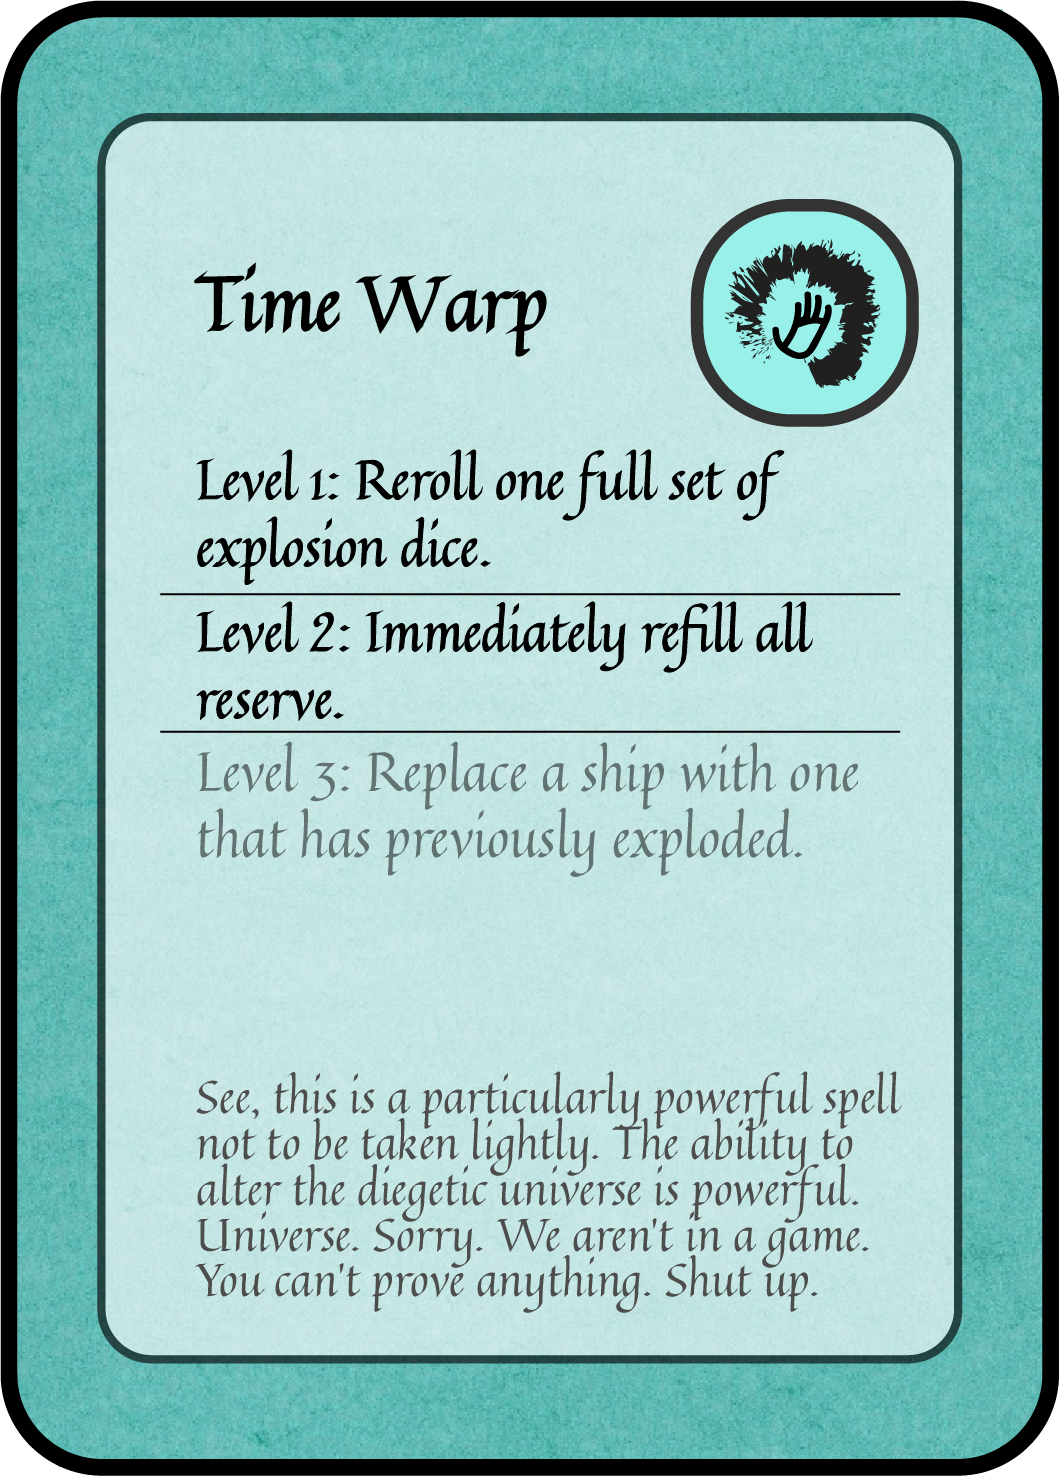 Time Warp
Level 1: Reroll one full set of
explosion dice.
Level 2: Immediately refill all
reserve.
Level 3: Replace a ship with one
that has previously exploded.
See, this is a particularly powerful spell
not to be taken lightly. The ability to
alter the diegetic universe is powerful.
Universe. Sorry. We aren't in a game.
You can't prove anything. Shut up.